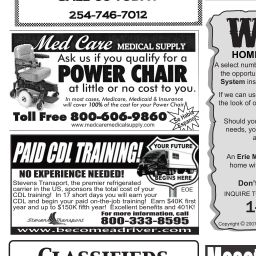 254-746-7012
Med Care MEDICAL SUPPLY
Ask us if you qualify for a
POWER CHAIR
at little or no cost to you.
In most cases, Medicare, Medicaid & Insurance
will cover 100% of the cost for your Power Chair
Toll Free 800-606-9860
www.medcaremedicalsupply.com
PAID CDL TRAINING!
YOUR FUTURE
BEGINS HERE
NO EXPERIENCE NEEDED!
EOE
Stevens Transport, the premier refrigerated
carrier in the US, sponsors the total cost of your
CDL training! In 17 short days you will earn your
CDL and begin your paid on-the-job training! Earn $40K first
year and up to $150K fifth year! Excellent benefits and 401K!
Stevens Transport
For more information, call
800-333-8595
www.becomeadriver.com
CLASSIFIEDS
W
HOM
A select numb
the opportu
System ins
If we can us
the look of o
Should yo
needs, yo
a
An Erie M
home wi
Don't
INQUIRE T
1-
Copyright © 200